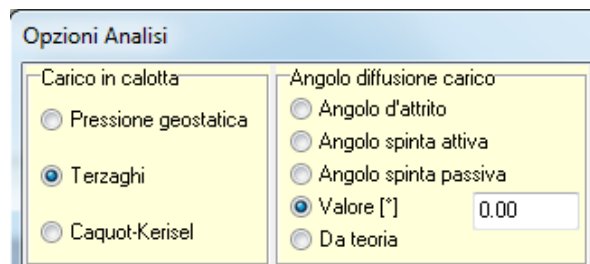 Opzioni Analisi
Carico in calotta
Pressione geostatica
Terzaghi
Caquot-Kerisel
Angolo diffusione carico
Angolo d'attrito
Angolo spinta attiva
Angolo spinta passiva
Valore [°] 0.00
Da teoria